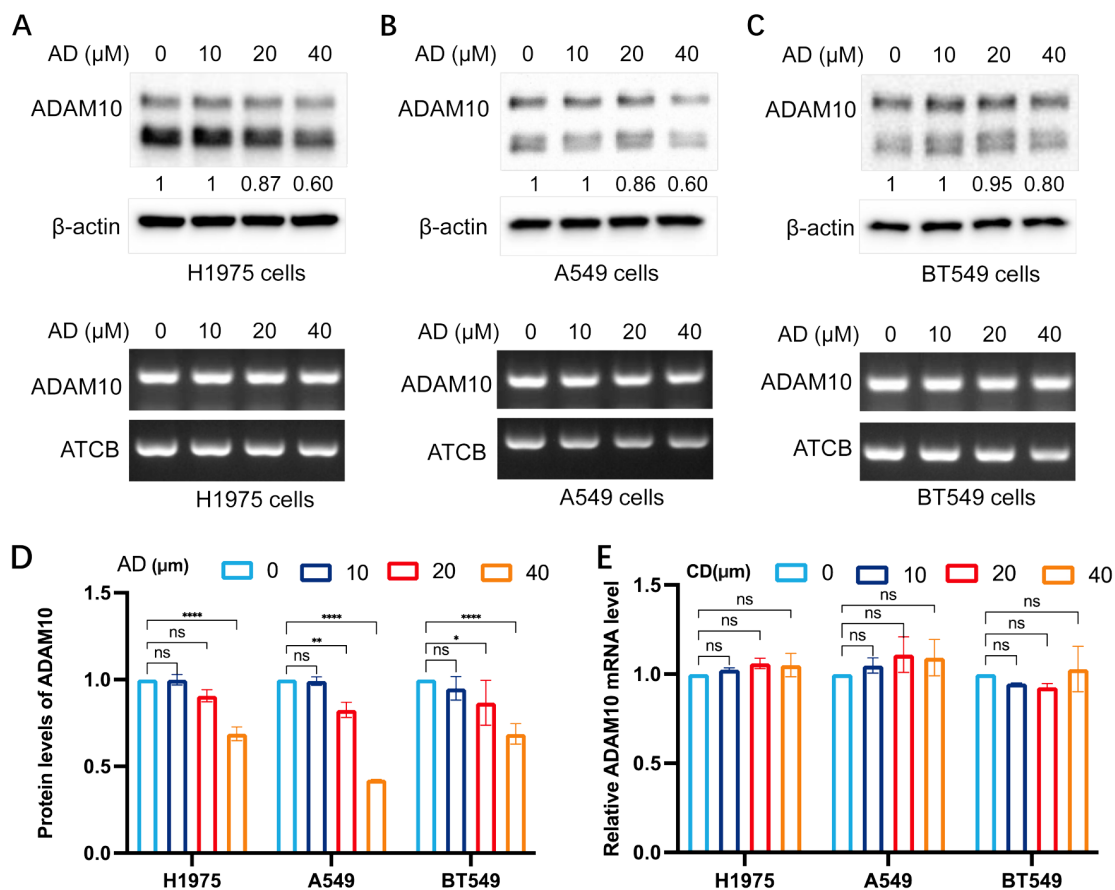 A
AD (µM) 0 10 20 40
ADAM10
1 1 0.87 0.60
β-actin
H1975 cells
AD (µM) 0 10 20 40
ADAM10
ATCB
H1975 cells
B
AD (µM) 0 10 20 40
ADAM10
1 1 0.86 0.60
β-actin
A549 cells
AD (µM) 0 10 20 40
ADAM10
ATCB
A549 cells
C
AD (µM) 0 10 20 40
ADAM10
1 1 0.95 0.80
β-actin
BT549 cells
AD (µM) 0 10 20 40
ADAM10
ATCB
BT549 cells
D
AD (µm) 0 10 20 40
Protein levels of ADAM10
1.5
1.0
0.5
0.0
****
ns
ns
****
**
ns
****
*
ns
H1975 A549 BT549
E
CD(µm) 0 10 20 40
Relative ADAM10 mRNA level
1.5
1.0
0.5
0.0
ns
ns
ns
ns
ns
ns
ns
ns
ns
H1975 A549 BT549